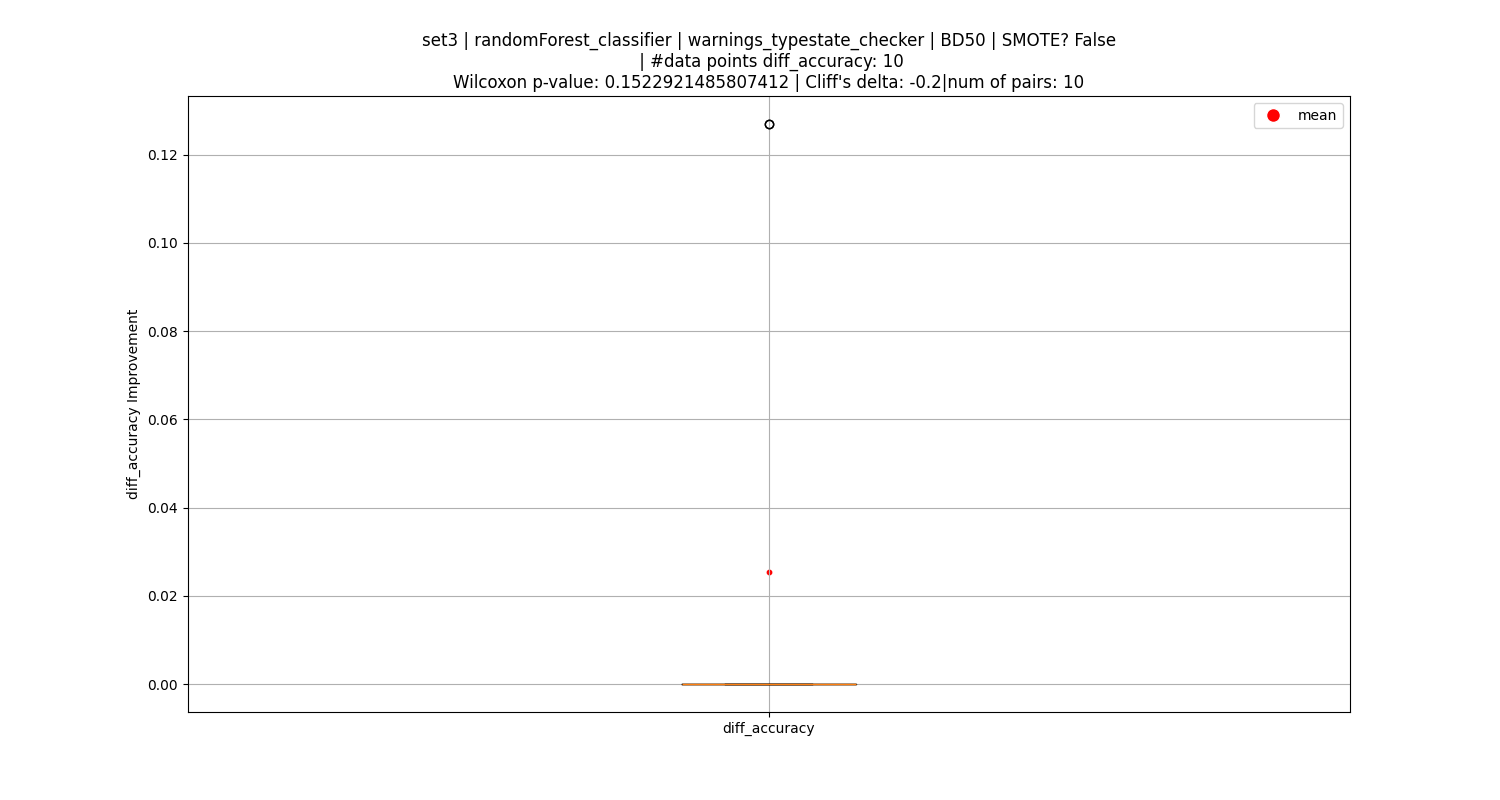 set3 | randomForest_classifier | warnings_typestate_checker | BD50 | SMOTE? False
| #data points diff_accuracy: 10
Wilcoxon p-value: 0.1522921485807412 | Cliff's delta: -0.2|num of pairs: 10
mean
0.12
0.10
0.08
0.06
0.04
0.02
0.00
diff_accuracy Improvement
diff_accuracy